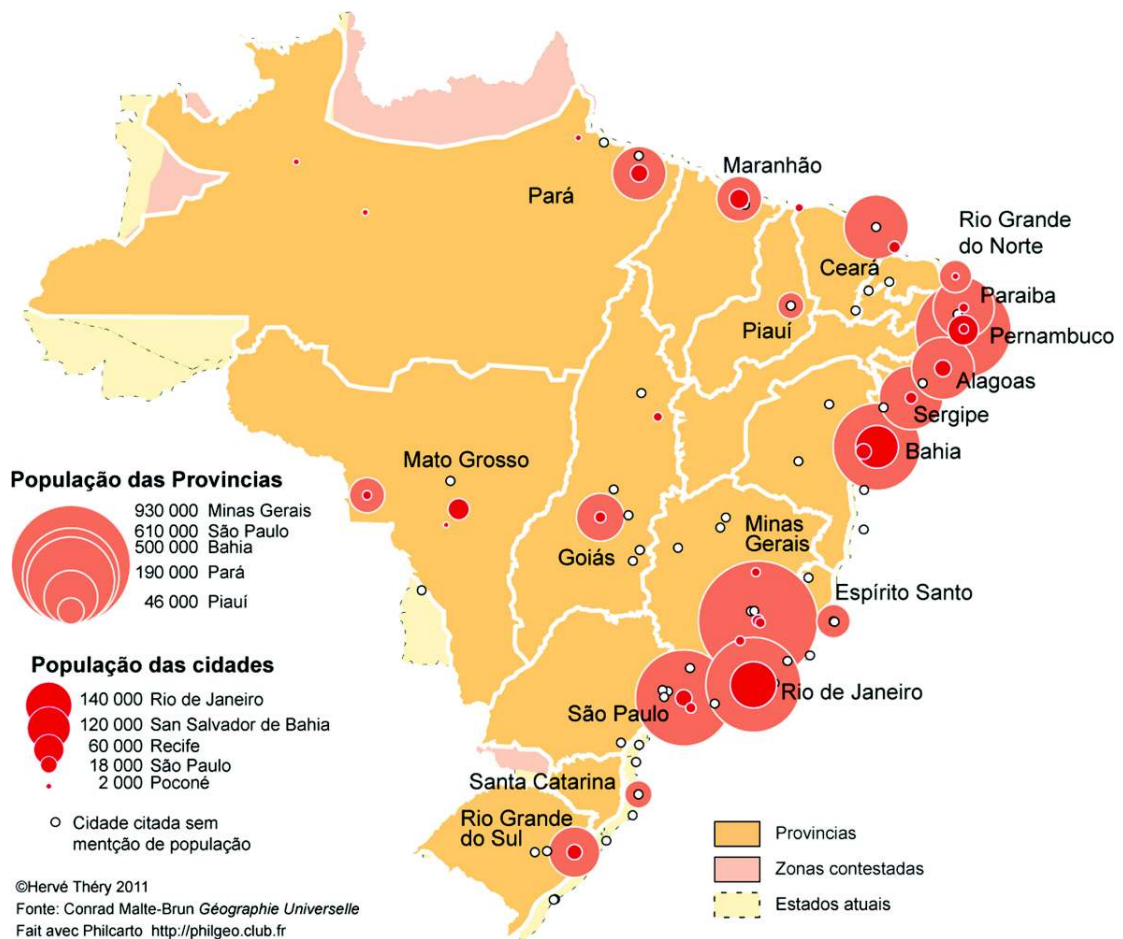 Maranhão
Pará
Rio Grande
do Norte
Ceará
Paraiba
Piauí
Pernambuco
Alagoas
Sergipe
Bahia
Mato Grosso
Goiás
Minas
Gerais
Espírito Santo
Rio de Janeiro
São Paulo
Santa Catarina
Rio Grande
do Sul
População das Provincias
930 000 Minas Gerais
610 000 São Paulo
500 000 Bahia
190 000 Pará
46 000 Piauí
População das cidades
140 000 Rio de Janeiro
120 000 San Salvador de Bahia
60 000 Recife
18 000 São Paulo
2 000 Poconé
Cidade citada sem
mentção de população
Provincias
Zonas contestadas
Estados atuais
©Hervé Théry 2011
Fonte: Conrad Malte-Brun Géographie Universelle
Fait avec Philcarto http://philgeo.club.fr